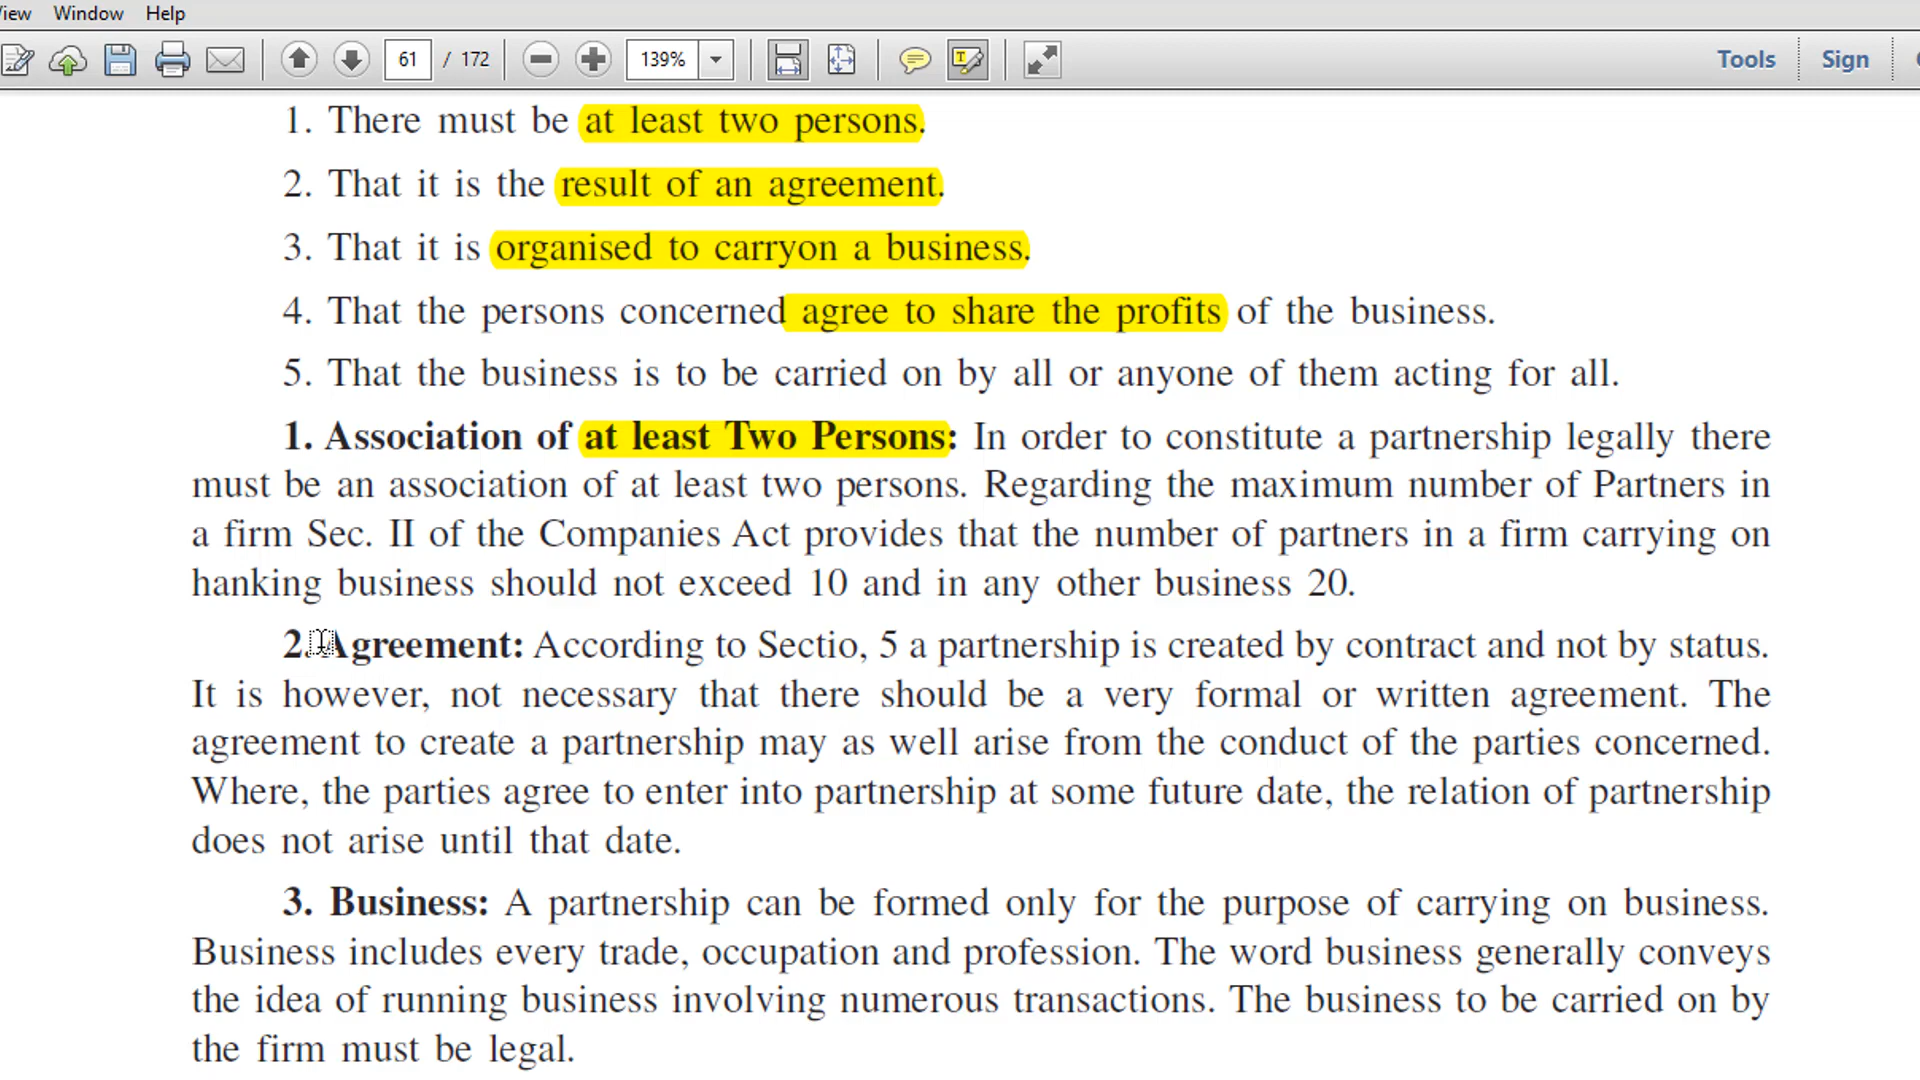 View Window Help
61 / 172 139% Tools Sign
1. There must be at least two persons.
2. That it is the result of an agreement.
3. That it is organised to carryon a business.
4. That the persons concerned agree to share the profits of the business.
5. That the business is to be carried on by all or anyone of them acting for all.
1. Association of at least Two Persons: In order to constitute a partnership legally there
must be an association of at least two persons. Regarding the maximum number of Partners in
a firm Sec. II of the Companies Act provides that the number of partners in a firm carrying on
hanking business should not exceed 10 and in any other business 20.
2. Agreement: According to Sectio, 5 a partnership is created by contract and not by status.
It is however, not necessary that there should be a very formal or written agreement. The
agreement to create a partnership may as well arise from the conduct of the parties concerned.
Where, the parties agree to enter into partnership at some future date, the relation of partnership
does not arise until that date.
3. Business: A partnership can be formed only for the purpose of carrying on business.
Business includes every trade, occupation and profession. The word business generally conveys
the idea of running business involving numerous transactions. The business to be carried on by
the firm must be legal.